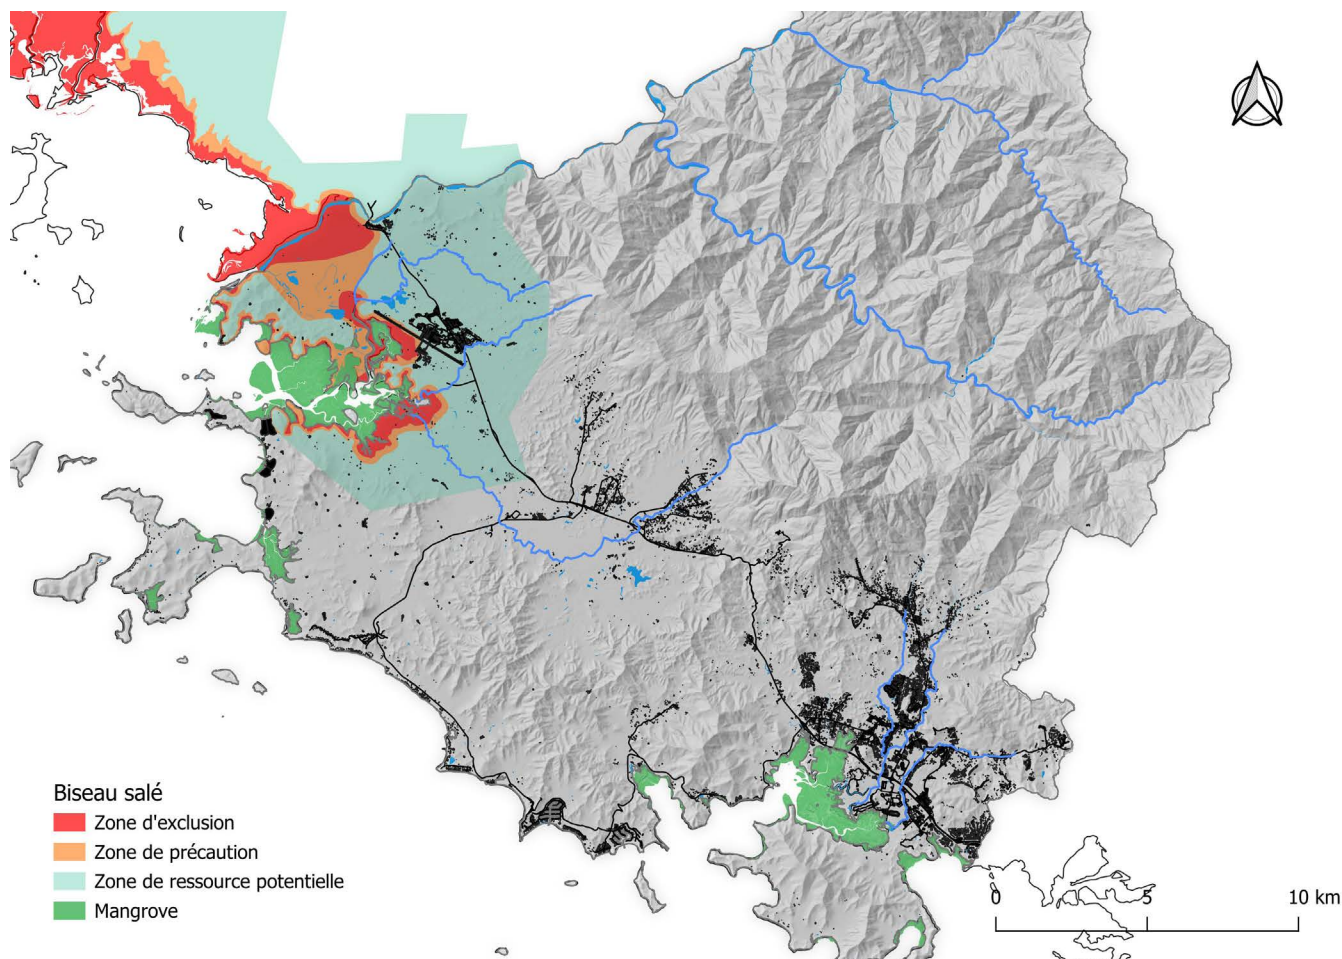 Biseau salé
Zone d'exclusion
Zone de précaution
Zone de ressource potentielle
Mangrove
0 5 10 km